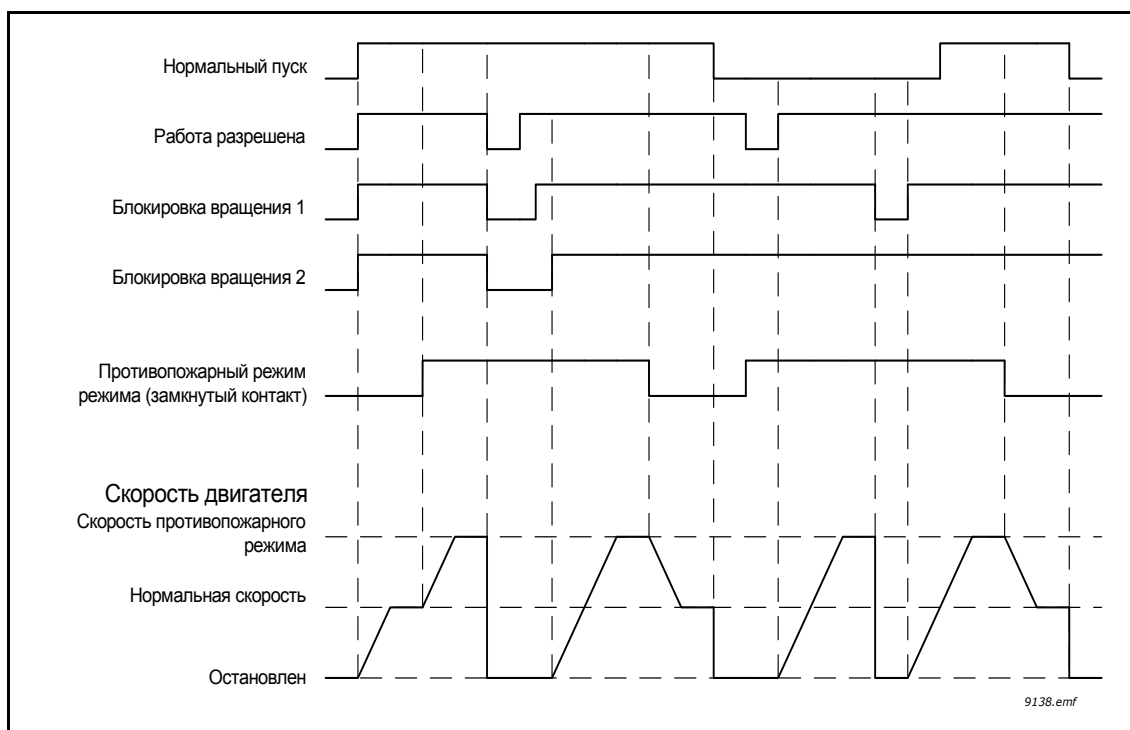 Нормальный пуск
Работа разрешена
Блокировка вращения 1
Блокировка вращения 2
Противопожарный режим
режима (замкнутый контакт)
Скорость двигателя
Скорость противопожарного
режима
Нормальная скорость
Остановлен
9138.emf